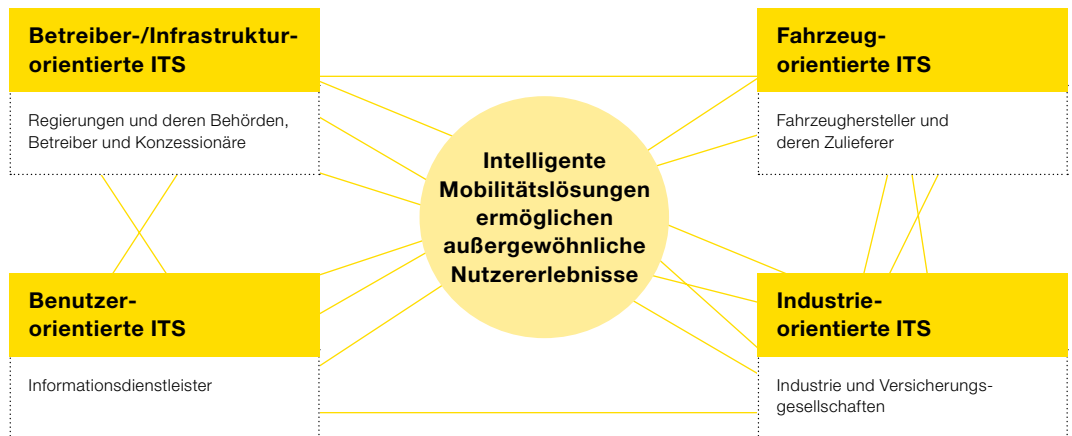 Betreiber-/Infrastruktur-
orientierte ITS
Regierungen und deren Behörden,
Betreiber und Konzessionäre
Fahrzeug-
orientierte ITS
Fahrzeughersteller und
deren Zulieferer
Intelligente
Mobilitätslösungen
ermöglichen
außergewöhnliche
Nutzererlebnisse
Benutzer-
orientierte ITS
Informationsdienstleister
Industrie-
orientierte ITS
Industrie und Versicherungs-
gesellschaften